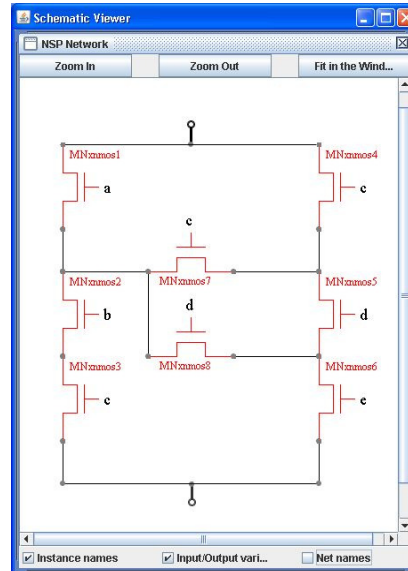 Schematic Viewer
NSP Network
Zoom In Zoom Out Fit in the Wind...
MNxnmos1 MNxnmos4
a c
c
MNxnmos2 MNxnmos7 MNxnmos5
b d d
MNxnmos3 MNxnmos8 MNxnmos6
c e
Instance names Input/Output vari... Net names